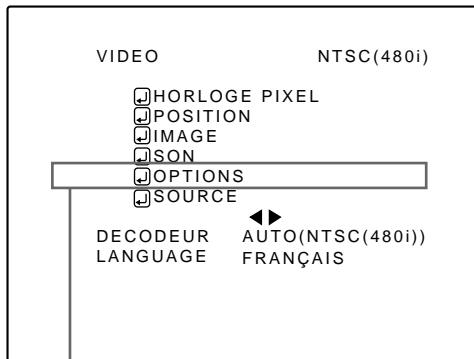 VIDEO NTSC(480i)
HORLOGE PIXEL
POSITION
IMAGE
SON
OPTIONS
SOURCE
DECODEUR AUTO(NTSC(480i))
LANGUAGE FRANÇAIS